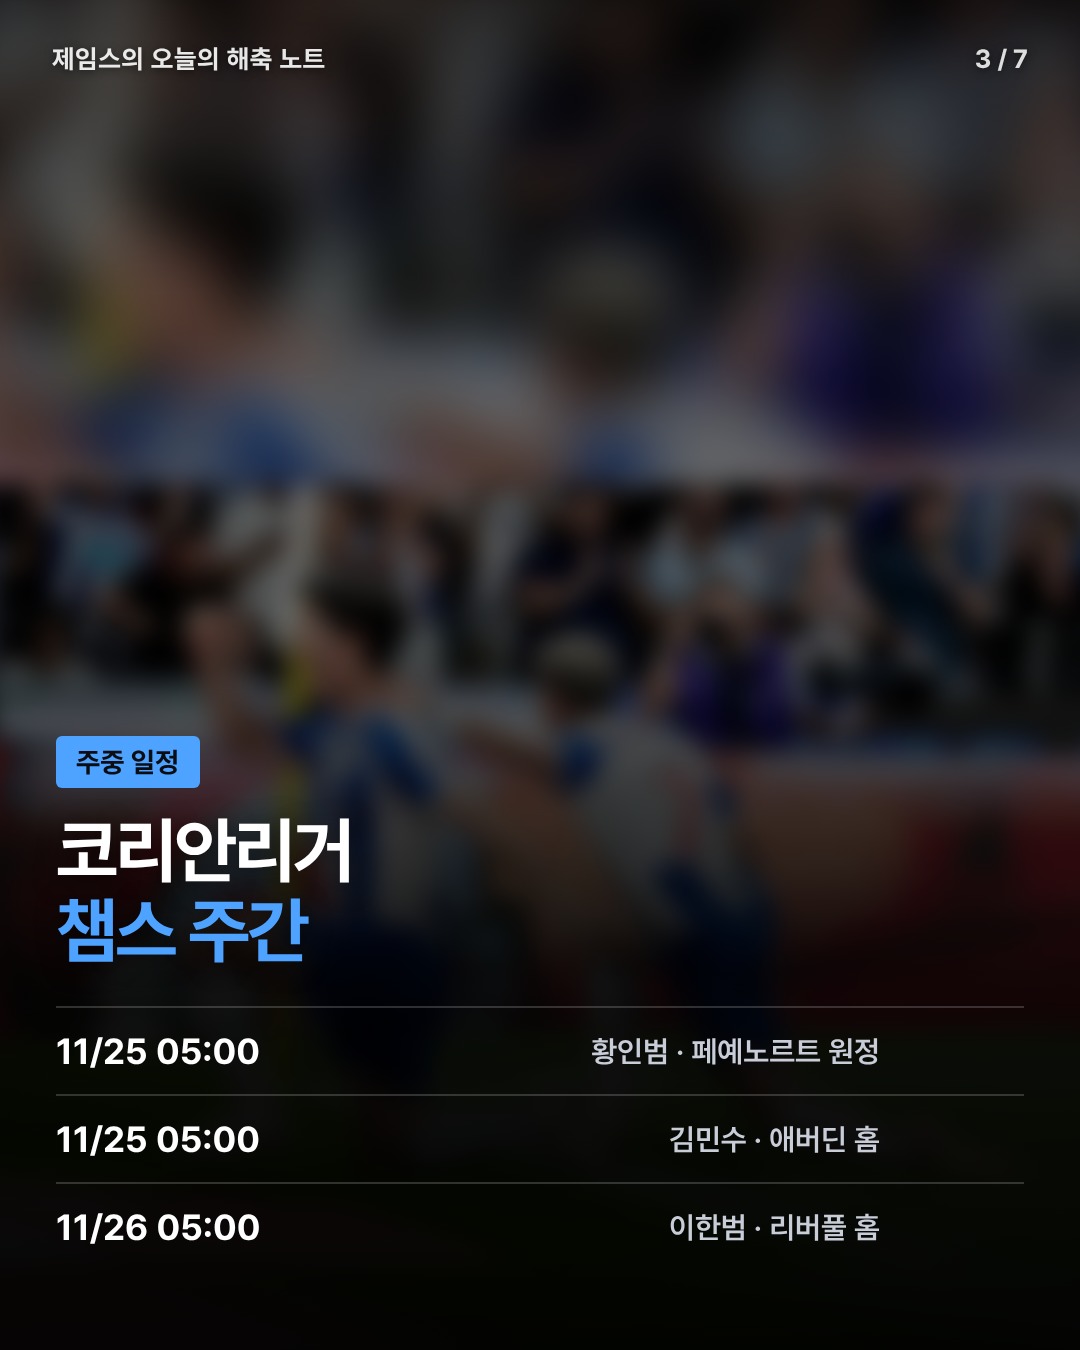 제임스의 오늘의 해축 노트
3 / 7
주중 일정
코리안리거
챔스 주간
11/25 05:00 황인범 · 페예노르트 원정
11/25 05:00 김민수 · 애버딘 홈
11/26 05:00 이한범 · 리버풀 홈